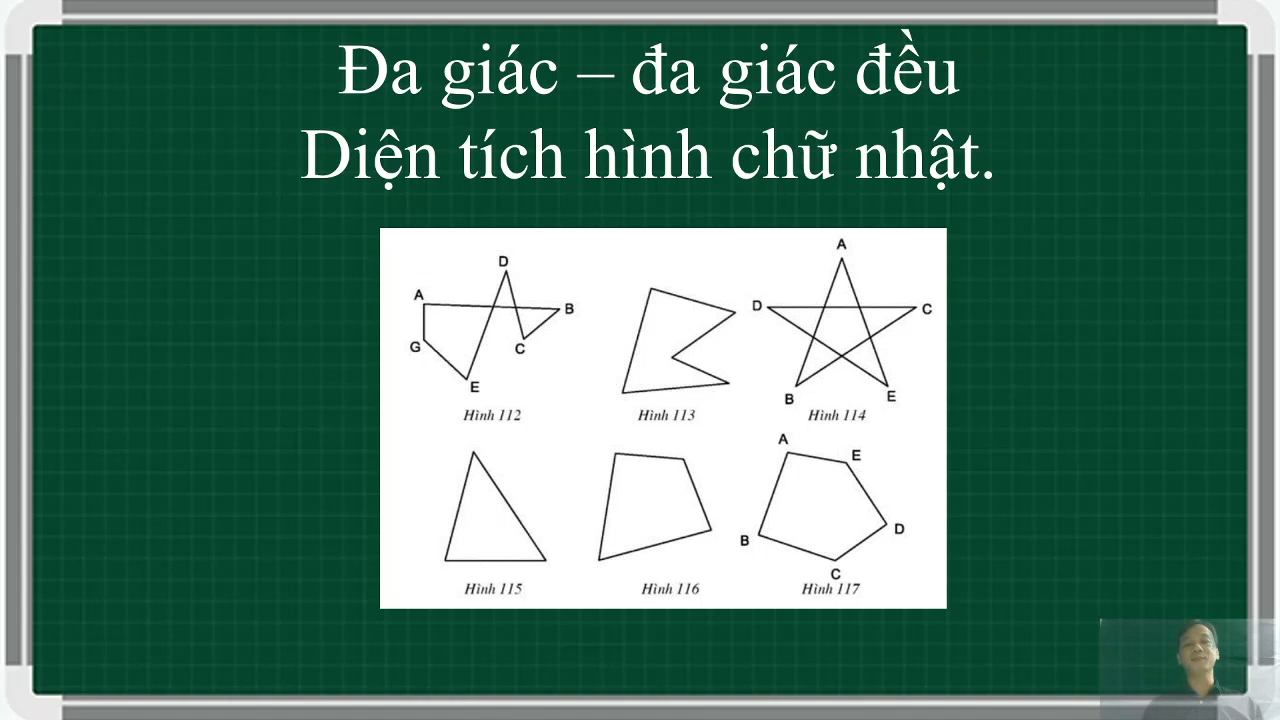 Đa giác – đa giác đều
Diện tích hình chữ nhật.
D
A
B
G
C
E
Hình 112
Hình 113
A
D
C
B
E
Hình 114
Hình 115
Hình 116
A
E
D
B
C
Hình 117